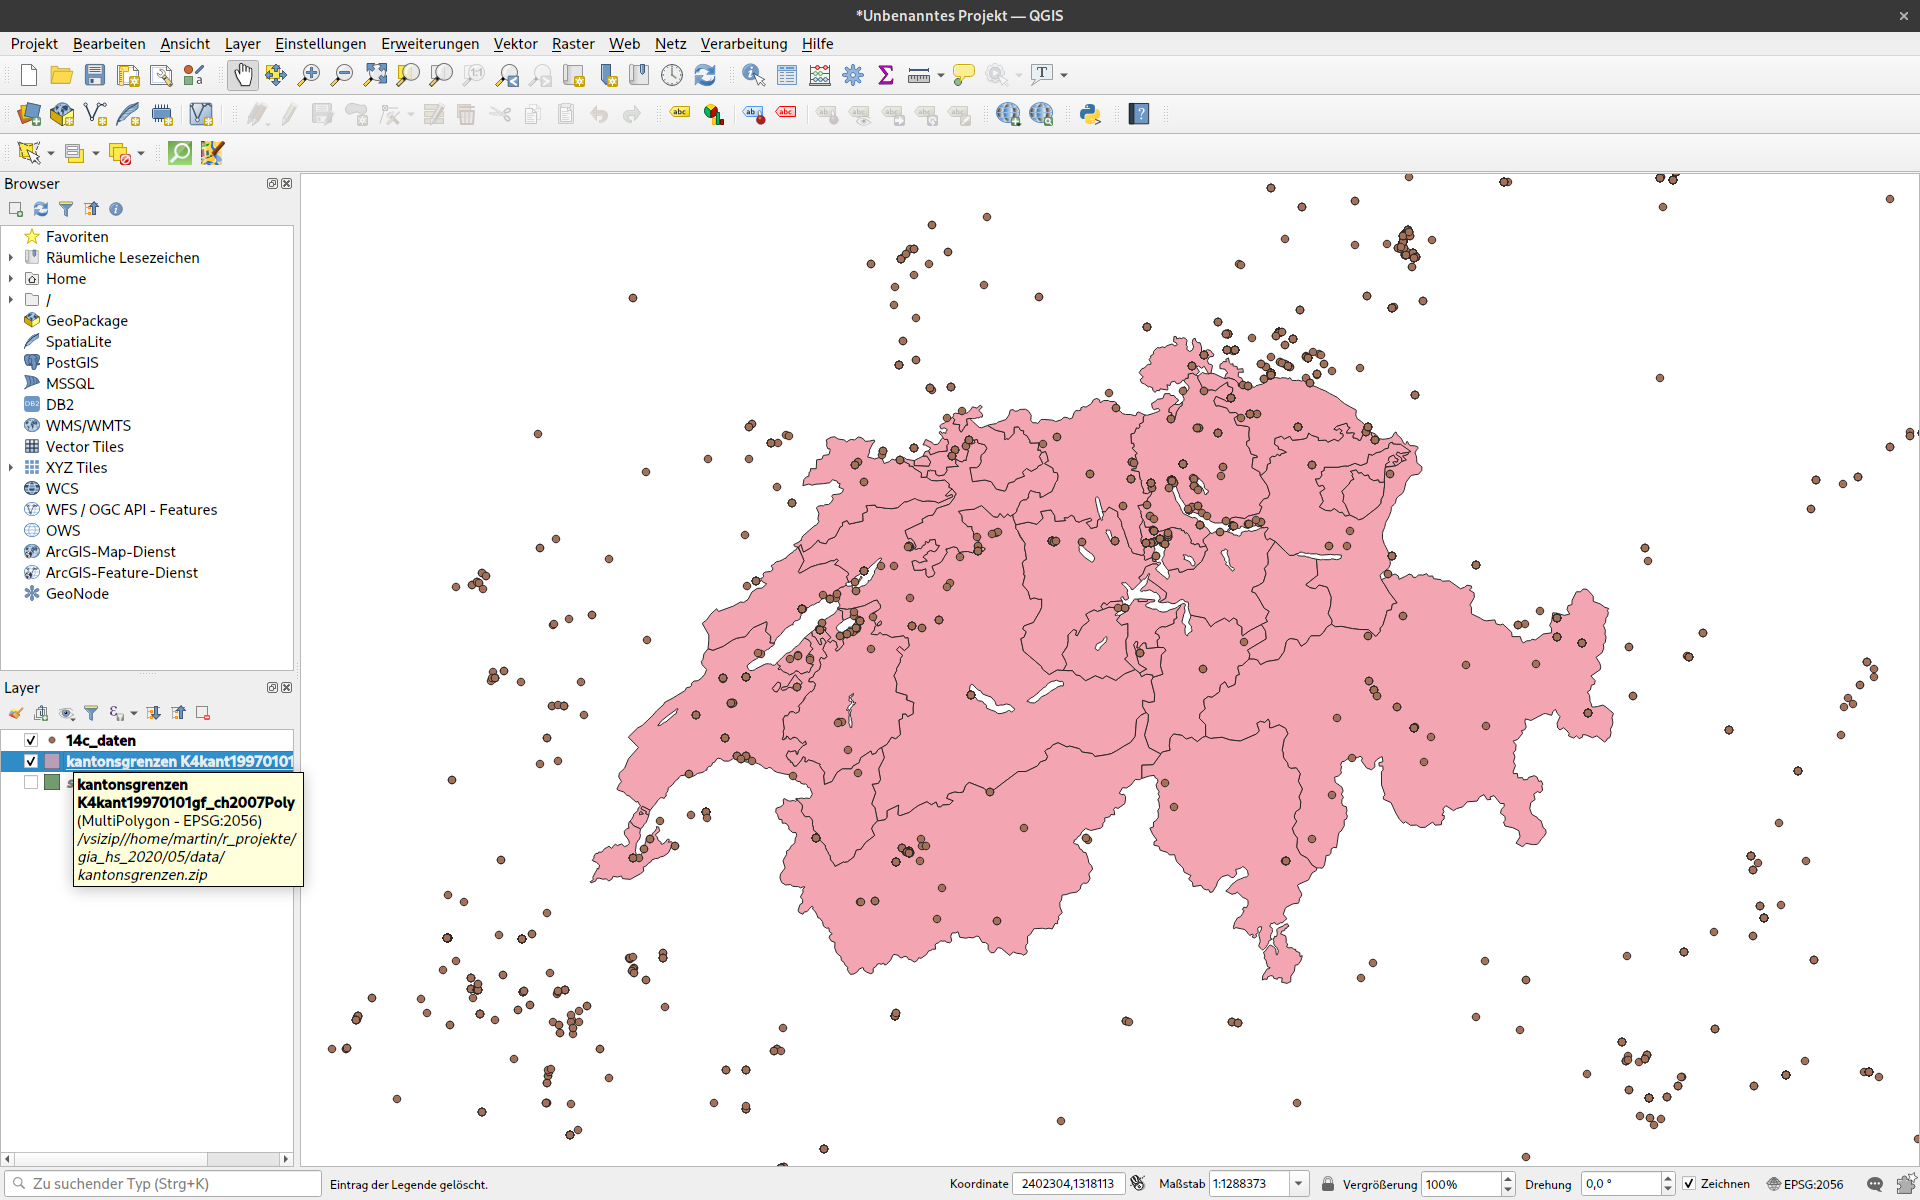 *Unbenanntes Projekt — QGIS
Projekt Bearbeiten Ansicht Layer Einstellungen Erweiterungen Vektor Raster Web Netz Verarbeitung Hilfe
Browser
Favoriten
Räumliche Lesezeichen
Home
/
GeoPackage
SpatiaLite
PostGIS
MSSQL
DB2
WMS/WMTS
Vector Tiles
XYZ Tiles
WCS
WFS / OGC API - Features
OWS
ArcGIS-Map-Dienst
ArcGIS-Feature-Dienst
GeoNode
Layer
14c_daten
kantonsgrenzen K4kant19970101
kantonsgrenzen
K4kant19970101gf_ch2007Poly
(MultiPolygon - EPSG:2056)
/vsizip//home/martin/r_projekte/
gia_hs_2020/05/data/
kantonsgrenzen.zip
Zu suchender Typ (Strg+K) Eintrag der Legende gelöscht. Koordinate 2402304,1318113 Maßstab 1:1288373 Vergrößerung 100% Drehung 0,0 ° Zeichnen EPSG:2056